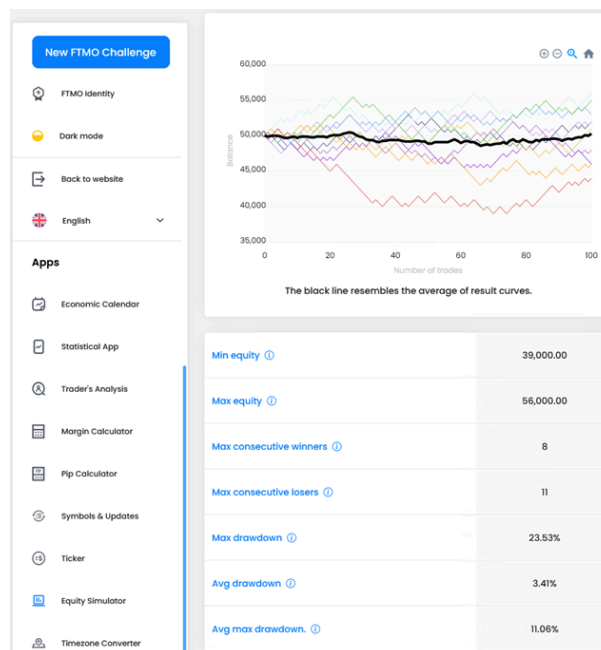 New FTMO Challenge
FTMO Identity
Dark mode
Back to website
English
Apps
Economic Calendar
Statistical App
Trader's Analysis
Margin Calculator
Pip Calculator
Symbols & Updates
Ticker
Equity Simulator
Timezone Converter
60,000
55,000
50,000
45,000
40,000
35,000
Balance
0 20 40 60 80 100
Number of trades
The black line resembles the average of result curves.
Min equity 39,000.00
Max equity 56,000.00
Max consecutive winners 8
Max consecutive losers 11
Max drawdown 23.53%
Avg drawdown 3.41%
Avg max drawdown. 11.06%